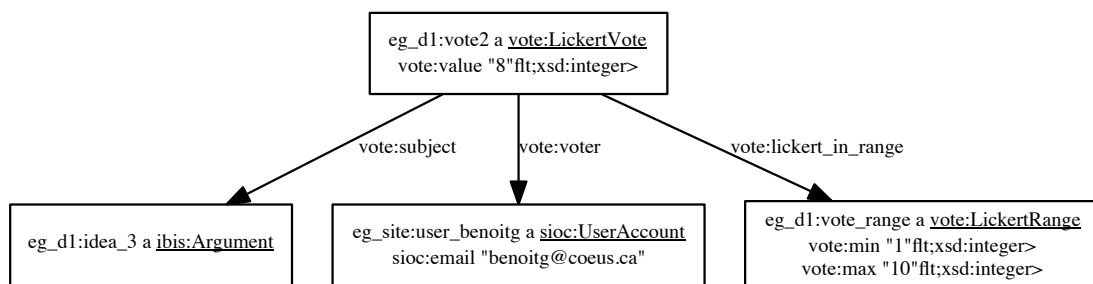 eg_d1:vote2 a vote:LickertVote
vote:value "8"flt;xsd:integer>
vote:subject
vote:voter
vote:lickert_in_range
eg_d1:idea_3 a ibis:Argument
eg_site:user_benoitg a sioc:UserAccount
sioc:email "benoitg@coeus.ca"
eg_d1:vote_range a vote:LickertRange
vote:min "1"flt;xsd:integer>
vote:max "10"flt;xsd:integer>